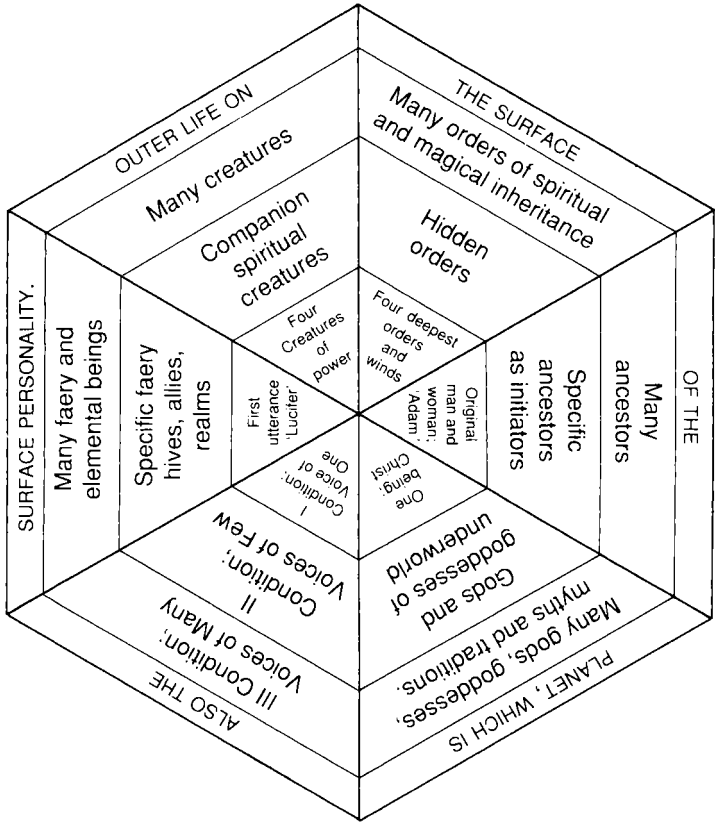 OUTER LIFE ON
THE SURFACE
OF THE
PLANET, WHICH IS
ALSO THE
SURFACE PERSONALITY.
Many creatures
Companion
spiritual
creatures
Four
Creatures
of
power
Many orders of spiritual
and magical inheritance
Hidden
orders
Four deepest
orders
and
winds
Many
ancestors
Specific
ancestors
as initiators
Original
man and
woman;
'Adam'
Many gods, goddesses,
myths and traditions.
Gods and
goddesses of
underworld
One
being;
Christ
III Condition;
Voices of Many
II
Condition;
Voices of Few
I
Condition;
Voice of
One
Many faery and
elemental beings
Specific faery
hives, allies,
realms
First
utterance
'Lucifer'